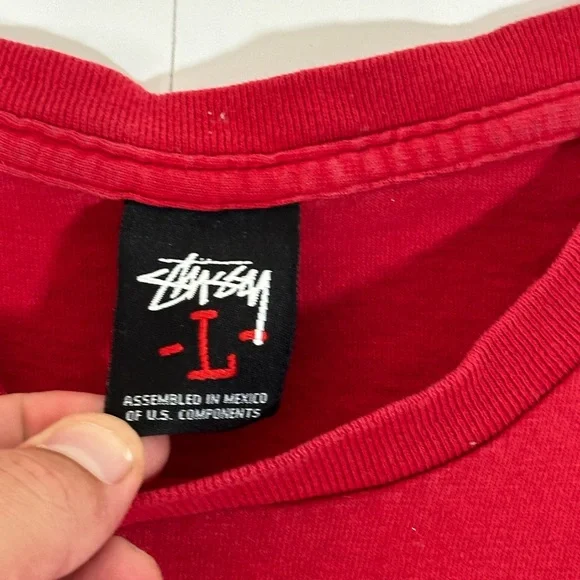 STÜSSY
-L-
ASSEMBLED IN MEXICO
OF U.S. COMPONENTS